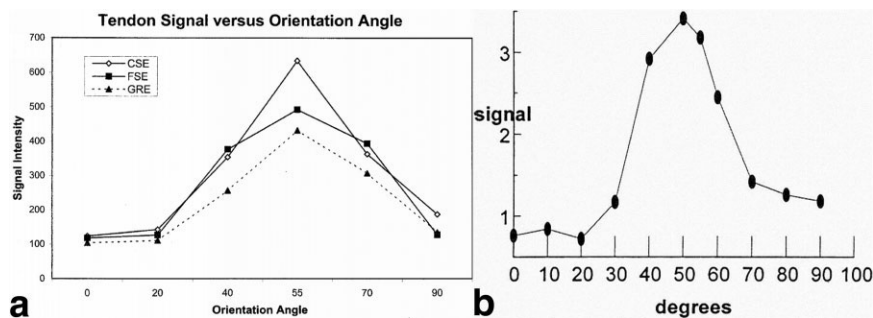 Tendon Signal versus Orientation Angle
700
600
500
400
300
200
100
0
Signal Intensity
CSE
FSE
GRE
0 20 40 55 70 90
Orientation Angle
a
3
signal
2
1
0 10 20 30 40 50 60 70 80 90 100
degrees
b